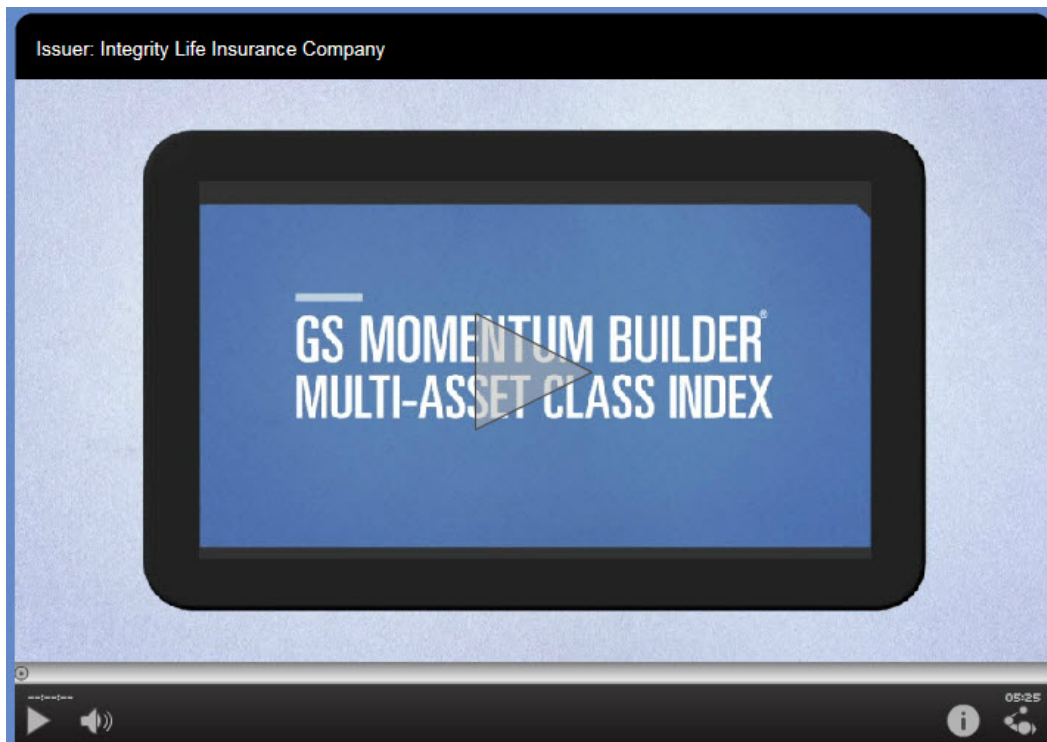 Issuer: Integrity Life Insurance Company
GS MOMENTUM BUILDER®
MULTI-ASSET CLASS INDEX
--:--:--
05:25